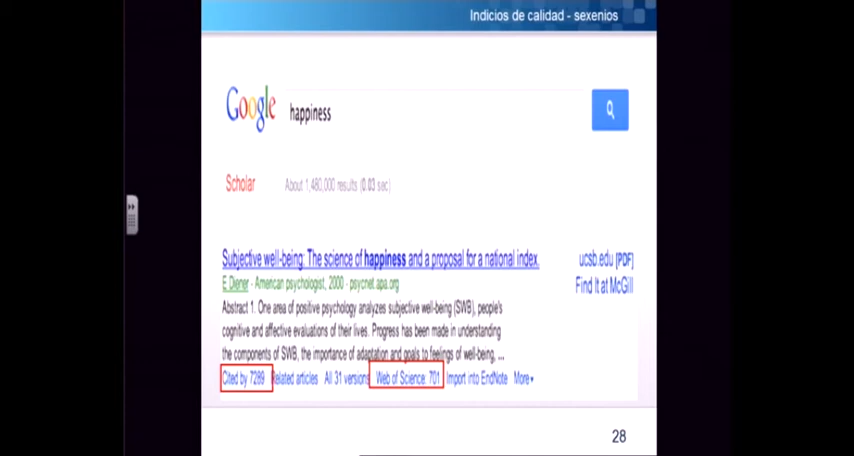 Indicios de calidad - sexenios
Google
happiness
Scholar
About 1,480,000 results (0.03 sec)
Subjective well-being: The science of happiness and a proposal for a national index.
ucsb.edu [PDF]
E Diener - American psychologist, 2000 - psycnet.apa.org
Find It at McGill
Abstract 1. One area of positive psychology analyzes subjective well-being (SWB), people's
cognitive and affective evaluations of their lives. Progress has been made in understanding
the components of SWB, the importance of adaptation and goals to feelings of well-being, ...
Cited by 7289 Related articles All 31 versions Web of Science: 701 Import into EndNote More▾
28